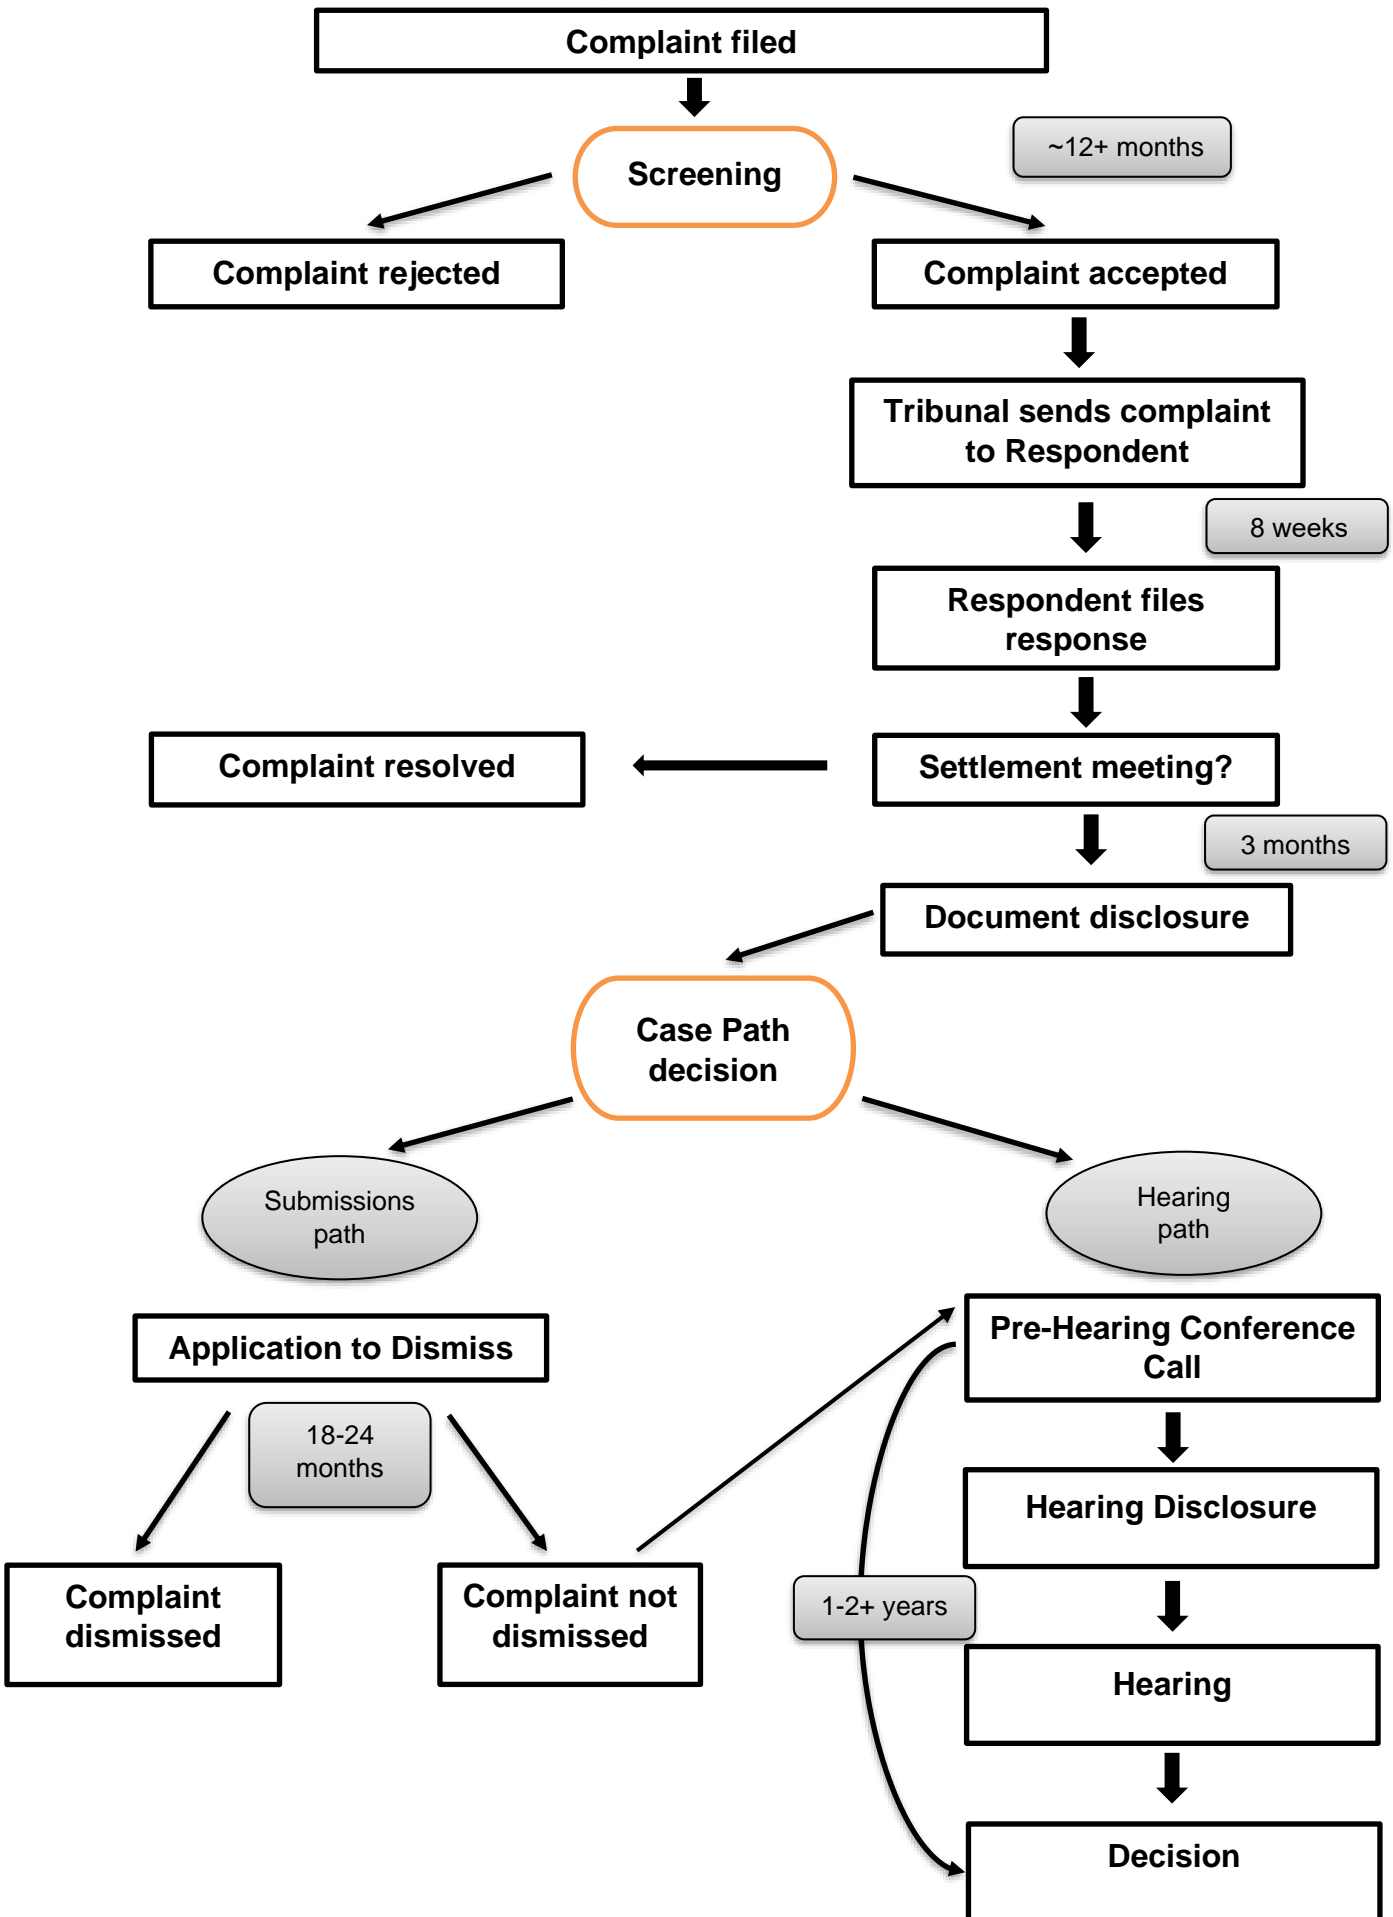 Complaint filed
Screening
~12+ months
Complaint rejected
Complaint accepted
Tribunal sends complaint
to Respondent
8 weeks
Respondent files
response
Complaint resolved
Settlement meeting?
3 months
Document disclosure
Case Path
decision
Submissions
path
Hearing
path
Application to Dismiss
Pre-Hearing Conference
Call
18-24
months
Hearing Disclosure
Complaint
dismissed
Complaint not
dismissed
1-2+ years
Hearing
Decision